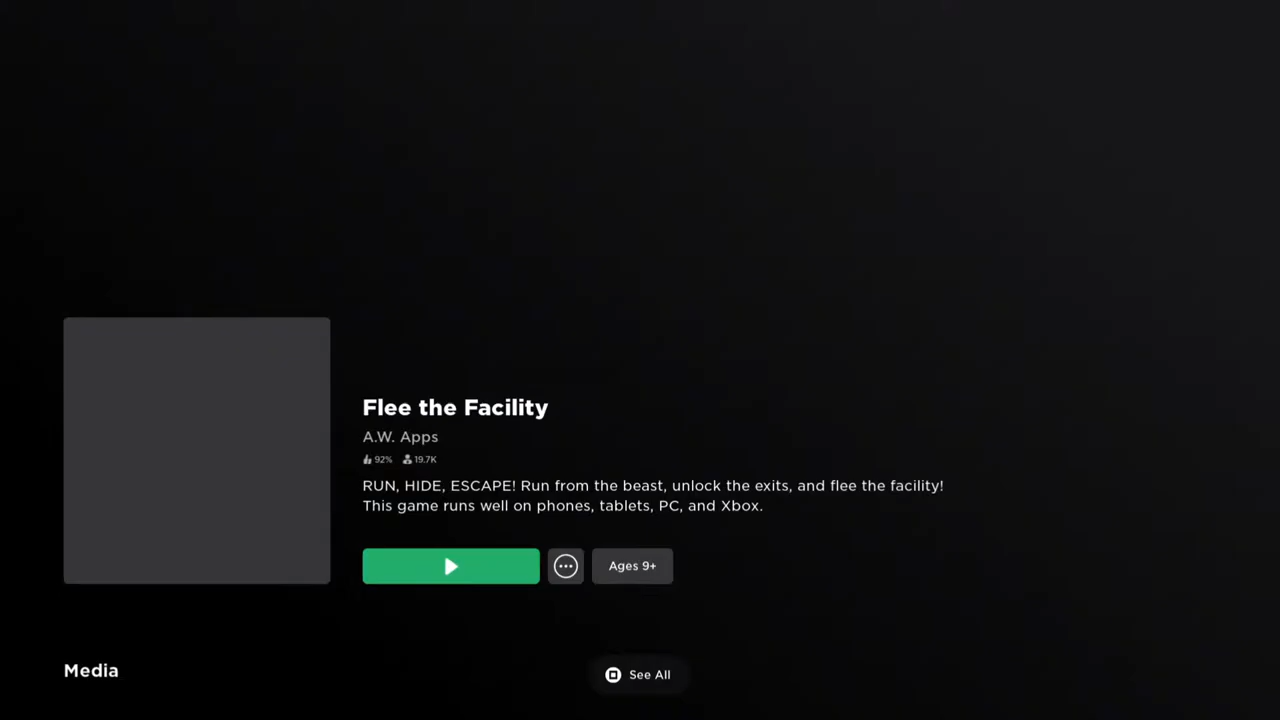 Flee the Facility
A.W. Apps
92% 19.7K
RUN, HIDE, ESCAPE! Run from the beast, unlock the exits, and flee the facility!
This game runs well on phones, tablets, PC, and Xbox.
Ages 9+
Media
See All